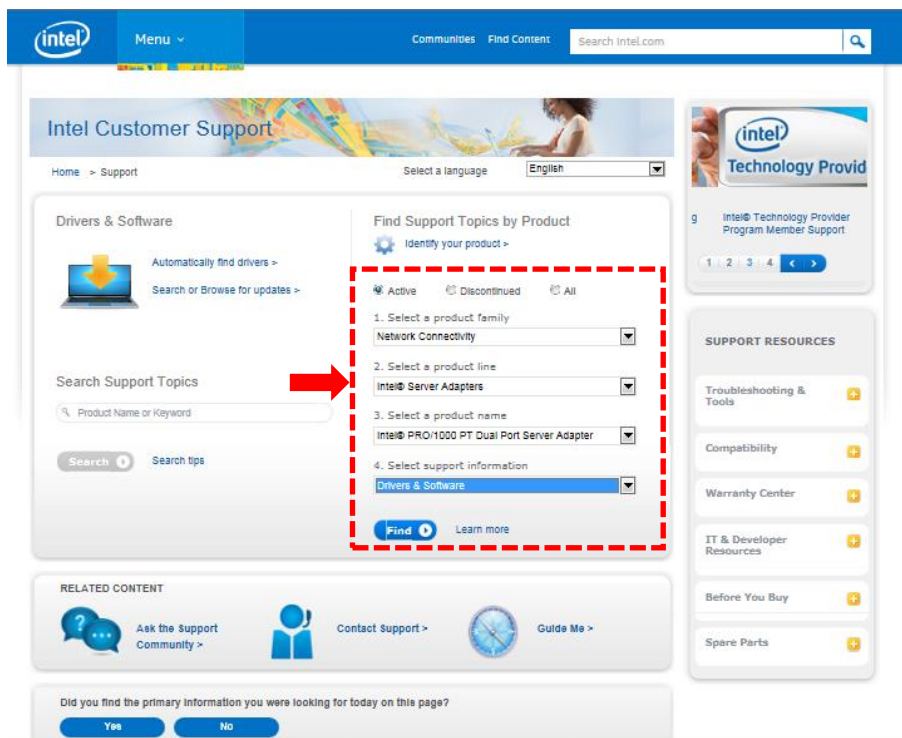 intel
Menu
Communities Find Content Search Intel.com
Intel Customer Support
Home > Support
Select a language English
Drivers & Software
Automatically find drivers >
Search or Browse for updates >
Search Support Topics
Product Name or Keyword
Search Search tips
Find Support Topics by Product
Identify your product >
Active Discontinued All
1. Select a product family
Network Connectivity
2. Select a product line
Intel® Server Adapters
3. Select a product name
Intel® PRO/1000 PT Dual Port Server Adapter
4. Select support information
Drivers & Software
Find Learn more
intel
Technology Provid
g Intel® Technology Provider
Program Member Support
1 2 3 4 < >
SUPPORT RESOURCES
Troubleshooting &
Tools
Compatibility
Warranty Center
IT & Developer
Resources
Before You Buy
Spare Parts
RELATED CONTENT
Ask the Support
Community >
Contact Support >
Guide Me >
Did you find the primary information you were looking for today on this page?
Yes No